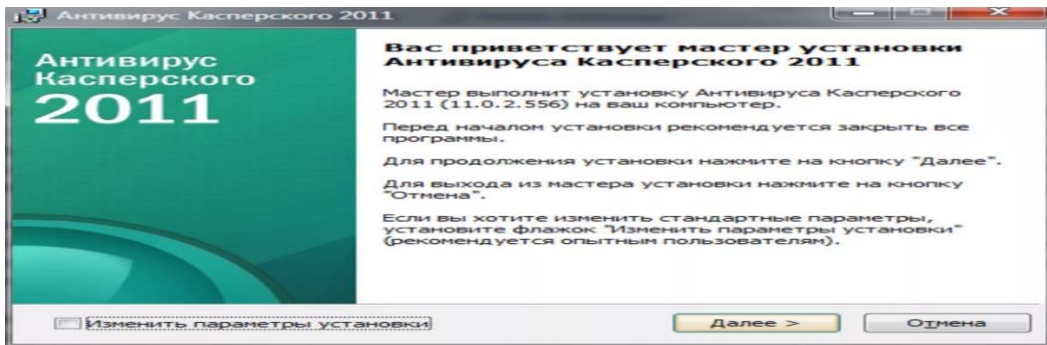 Антивирус Касперского 2011
Антивирус
Касперского
2011
Вас приветствует мастер установки
Антивируса Касперского 2011
Мастер выполнит установку Антивируса Касперского
2011 (11.0.2.556) на ваш компьютер.
Перед началом установки рекомендуется закрыть все
программы.
Для продолжения установки нажмите на кнопку "Далее".
Для выхода из мастера установки нажмите на кнопку
"Отмена".
Если вы хотите изменить стандартные параметры,
установите флажок "Изменить параметры установки"
(рекомендуется опытным пользователям).
Изменить параметры установки
Далее >
Отмена